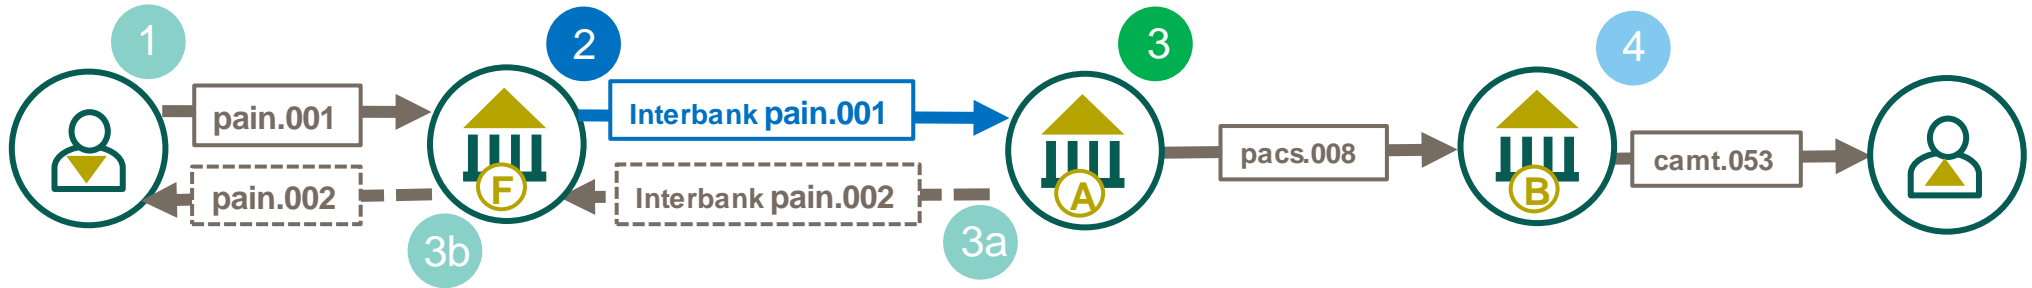 1
2
3
4
pain.001
Interbank pain.001
pacs.008
camt.053
pain.002
Interbank pain.002
F
A
B
3b
3a